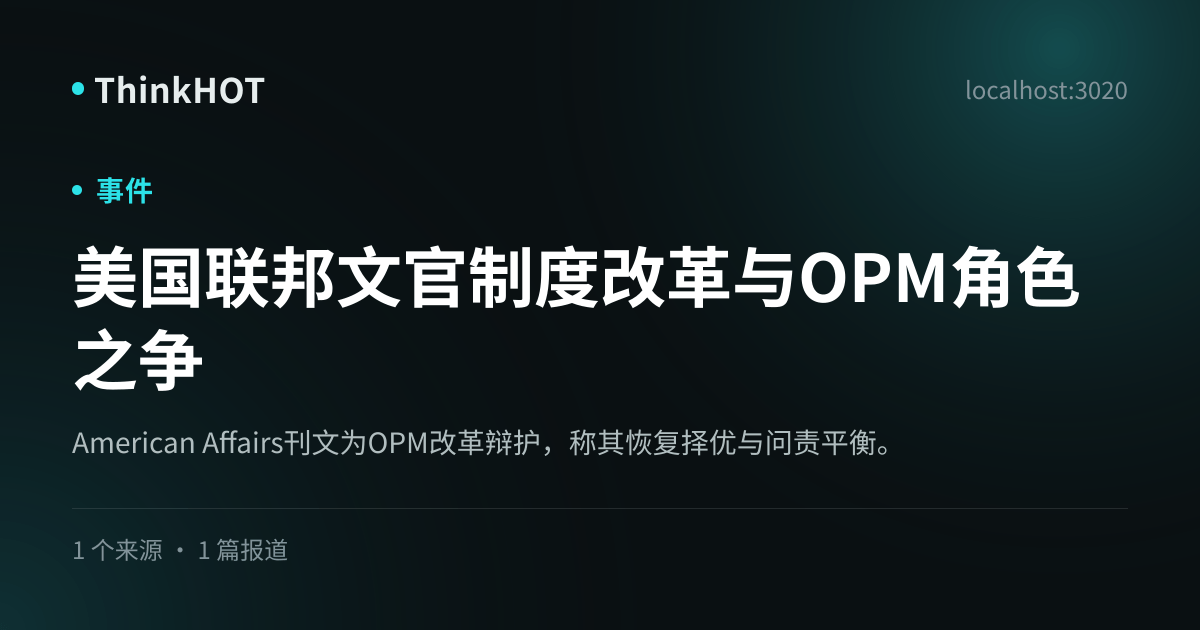 ThinkHOT
localhost:3020
事件
美国联邦文官制度改革与OPM角色
之争
American Affairs刊文为OPM改革辩护，称其恢复择优与问责平衡。
1 个来源 · 1 篇报道